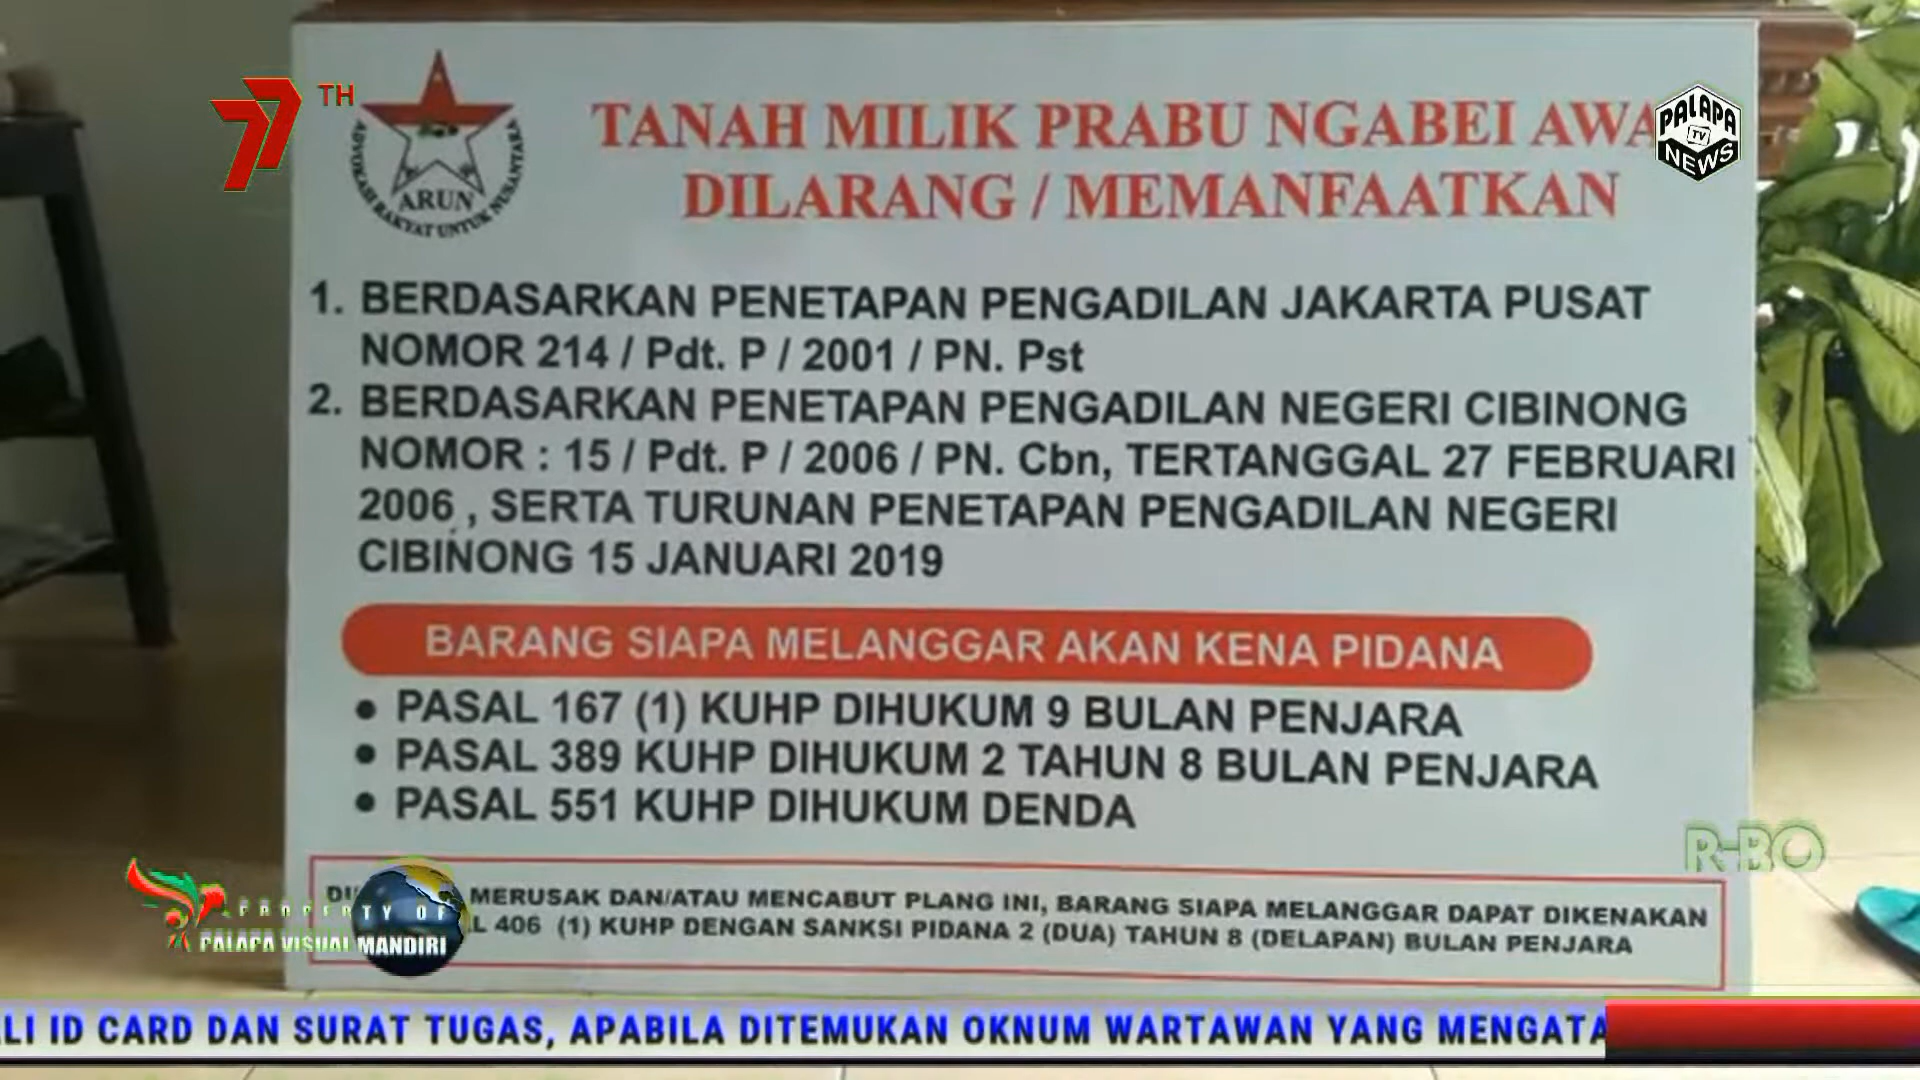 77 TH
ADVOKASI RAKYAT UNTUK NUSANTARA
ARUN
TANAH MILIK PRABU NGABEI AWA
DILARANG / MEMANFAATKAN
PALAPA
TV
NEWS
1. BERDASARKAN PENETAPAN PENGADILAN JAKARTA PUSAT
NOMOR 214 / Pdt. P / 2001 / PN. Pst
2. BERDASARKAN PENETAPAN PENGADILAN NEGERI CIBINONG
NOMOR : 15 / Pdt. P / 2006 / PN. Cbn, TERTANGGAL 27 FEBRUARI
2006 , SERTA TURUNAN PENETAPAN PENGADILAN NEGERI
CIBINONG 15 JANUARI 2019
BARANG SIAPA MELANGGAR AKAN KENA PIDANA
• PASAL 167 (1) KUHP DIHUKUM 9 BULAN PENJARA
• PASAL 389 KUHP DIHUKUM 2 TAHUN 8 BULAN PENJARA
• PASAL 551 KUHP DIHUKUM DENDA
R-BO
MERUSAK DAN/ATAU MENCABUT PLANG INI, BARANG SIAPA MELANGGAR DAPAT DIKENAKAN
406 (1) KUHP DENGAN SANKSI PIDANA 2 (DUA) TAHUN 8 (DELAPAN) BULAN PENJARA
PROPERTY OF
PALAPA VISUAL MANDIRI
LI ID CARD DAN SURAT TUGAS, APABILA DITEMUKAN OKNUM WARTAWAN YANG MENGATA